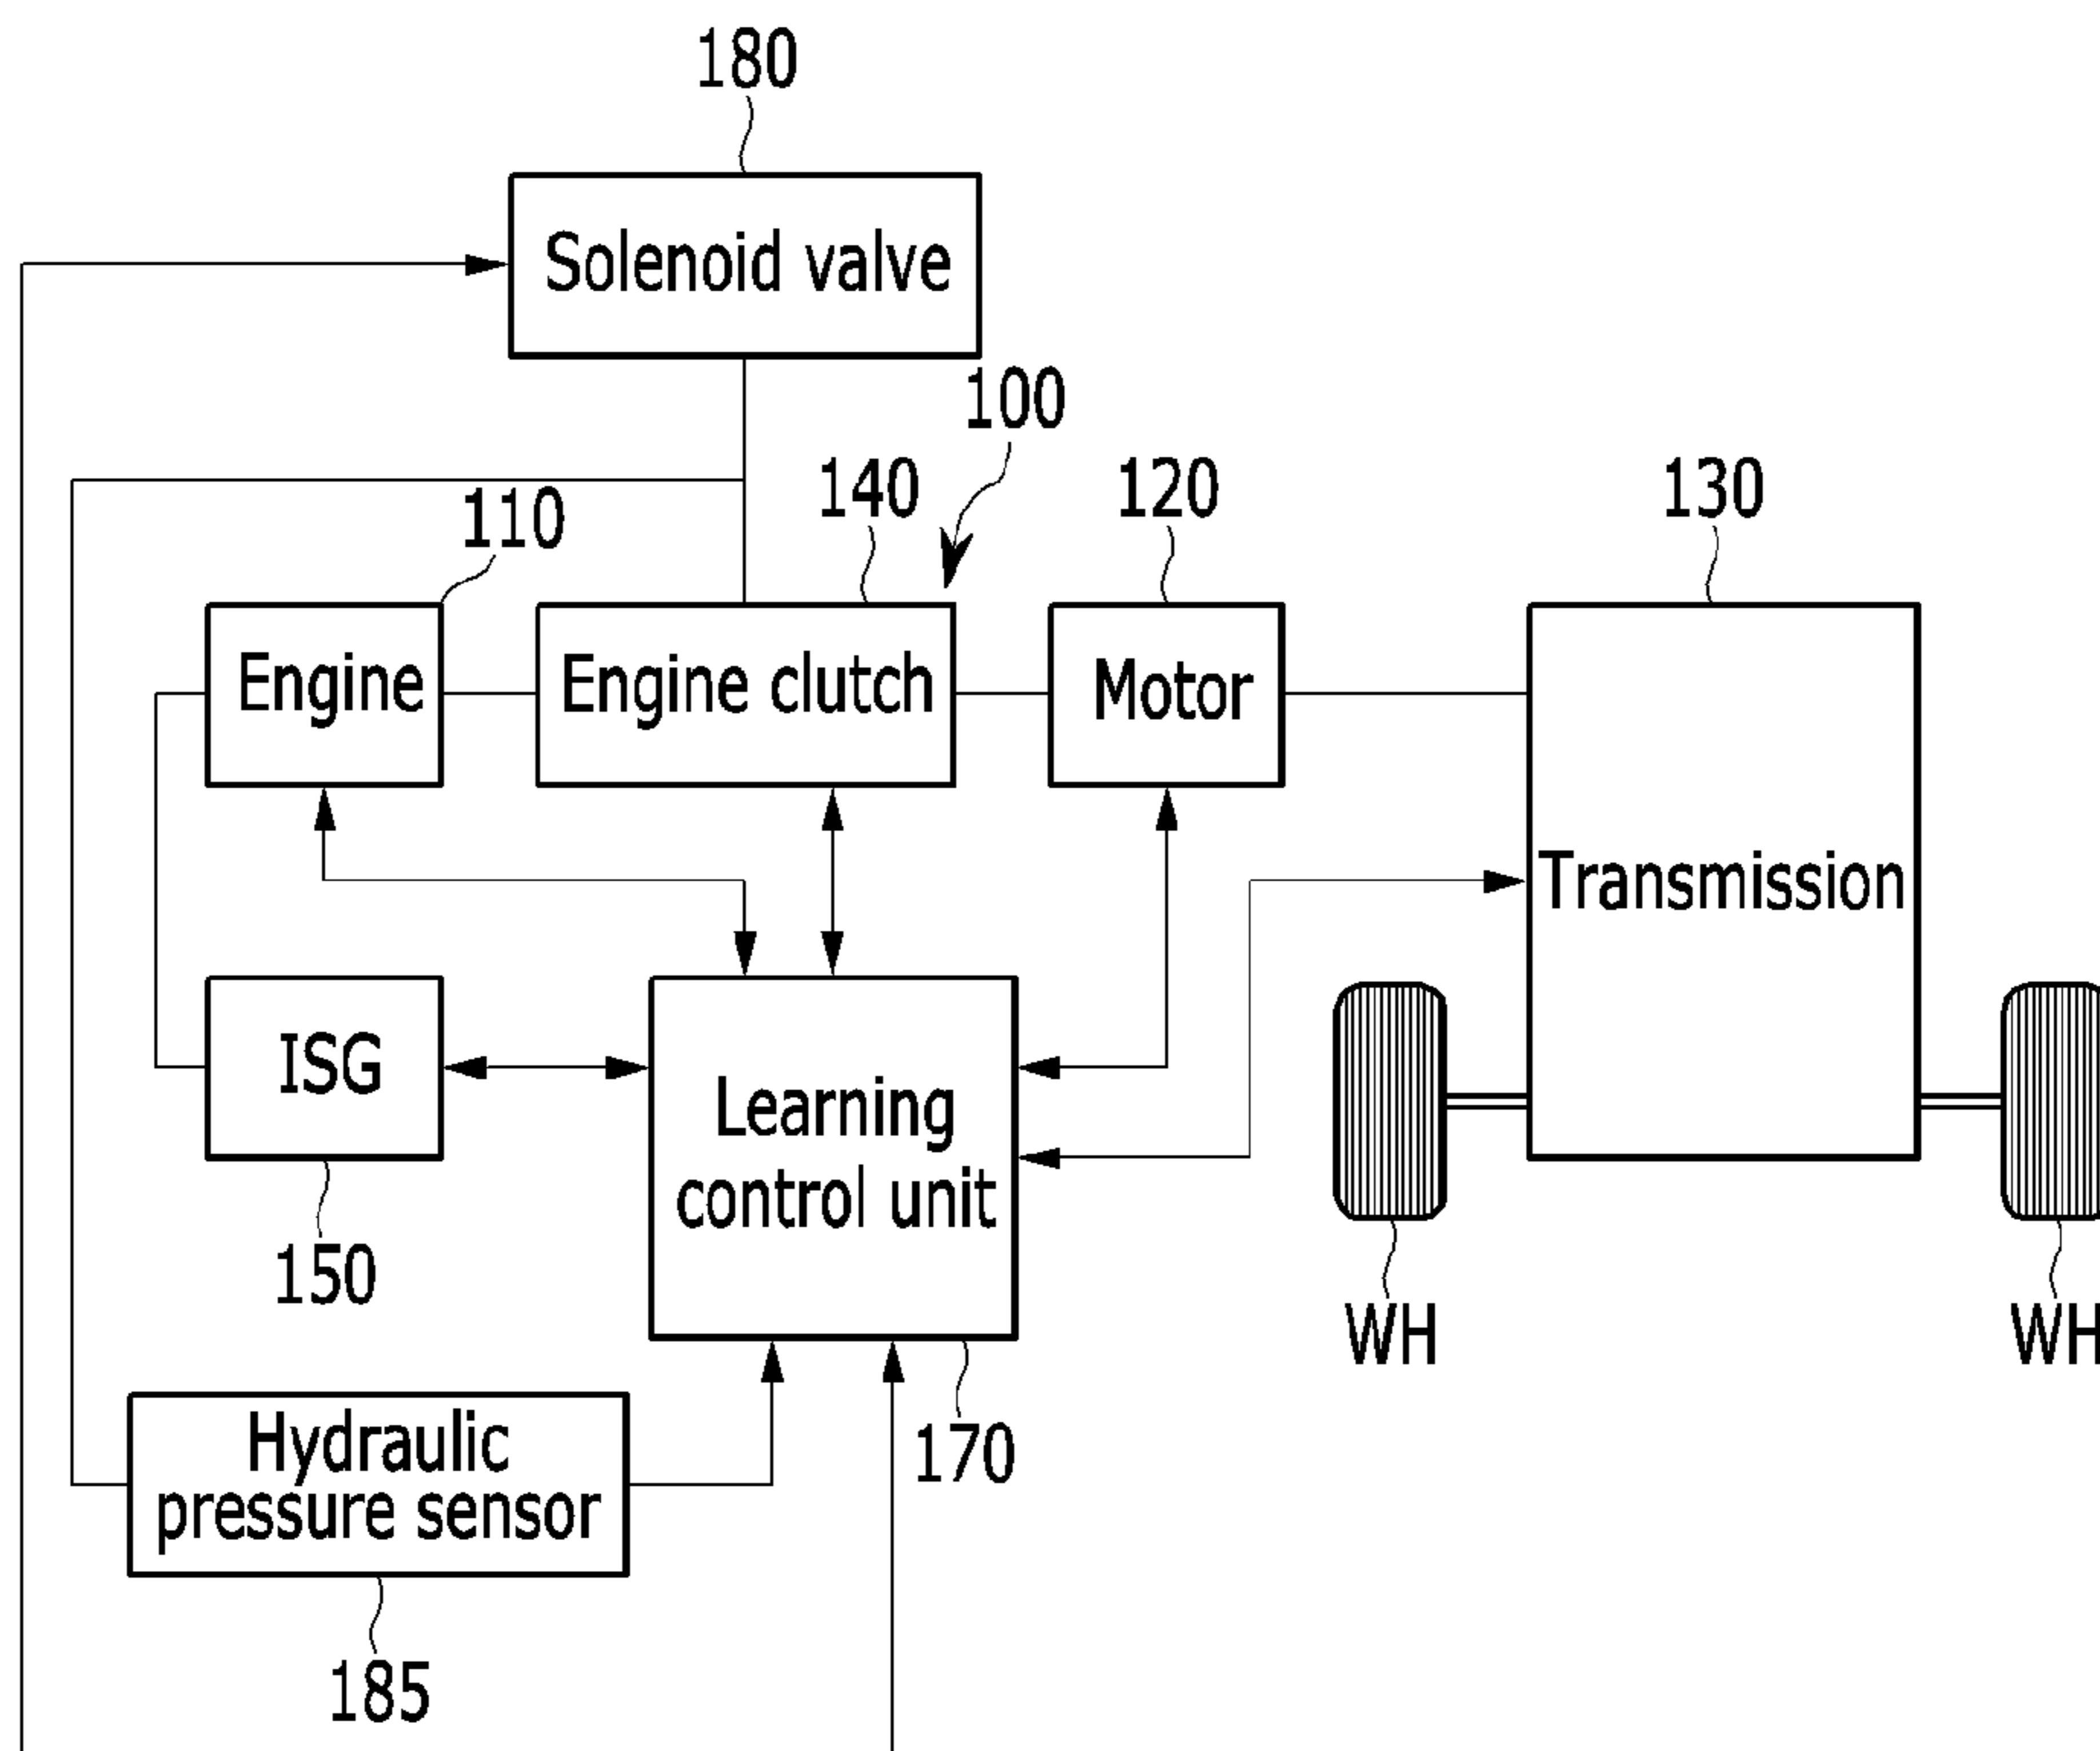 180
Solenoid valve
100
140
120
130
110
Engine
Engine clutch
Motor
Transmission
ISG
Learning
control unit
150
WH
WH
Hydraulic
pressure sensor
170
185